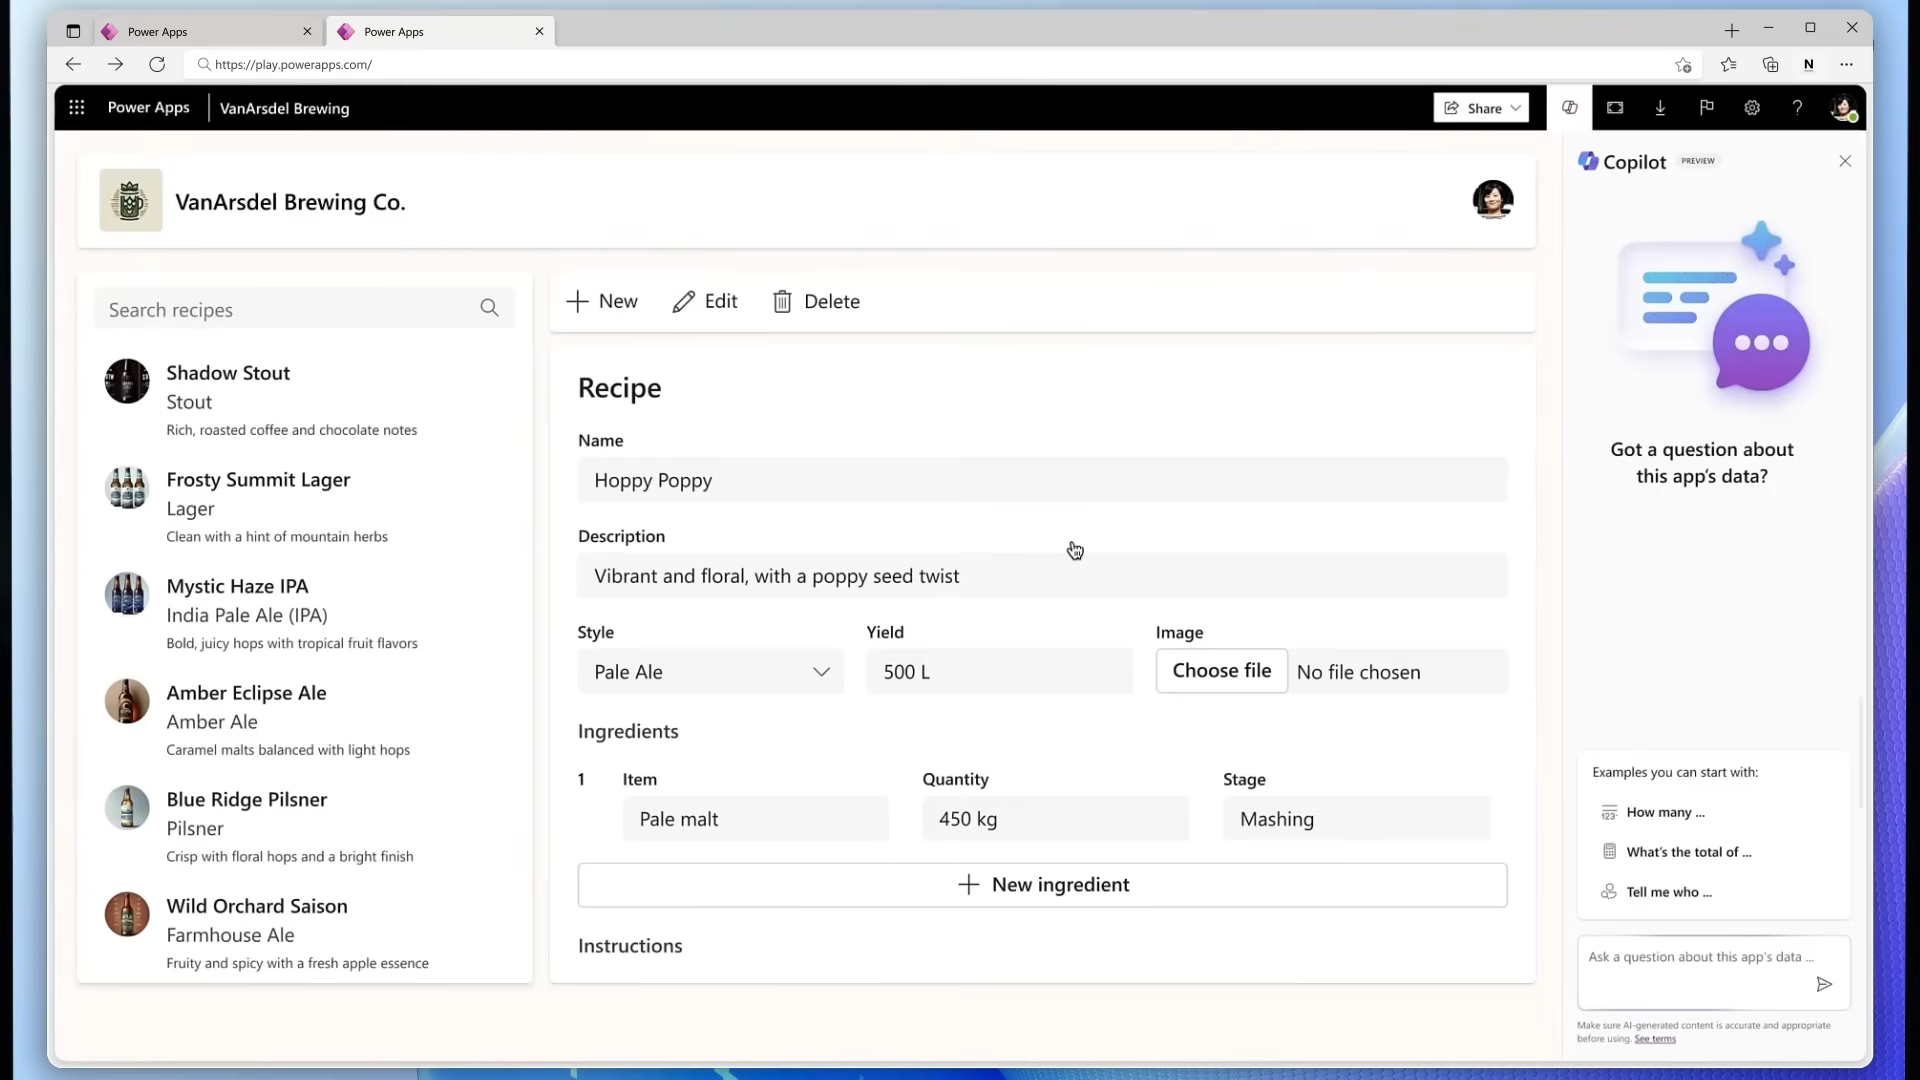 Power Apps
Power Apps
https://play.powerapps.com/
N
Power Apps
VanArsdel Brewing
Share
?
VanArsdel Brewing Co.
Search recipes
Shadow Stout
Stout
Rich, roasted coffee and chocolate notes
Frosty Summit Lager
Lager
Clean with a hint of mountain herbs
Mystic Haze IPA
India Pale Ale (IPA)
Bold, juicy hops with tropical fruit flavors
Amber Eclipse Ale
Amber Ale
Caramel malts balanced with light hops
Blue Ridge Pilsner
Pilsner
Crisp with floral hops and a bright finish
Wild Orchard Saison
Farmhouse Ale
Fruity and spicy with a fresh apple essence
New
Edit
Delete
Recipe
Name
Hoppy Poppy
Description
Vibrant and floral, with a poppy seed twist
Style
Yield
Image
Pale Ale
500 L
Choose file
No file chosen
Ingredients
1
Item
Quantity
Stage
Pale malt
450 kg
Mashing
New ingredient
Instructions
Copilot
PREVIEW
Got a question about
this app's data?
Examples you can start with:
123
How many ...
What's the total of ...
Tell me who ...
Ask a question about this app's data ...
Make sure AI-generated content is accurate and appropriate
before using. See terms